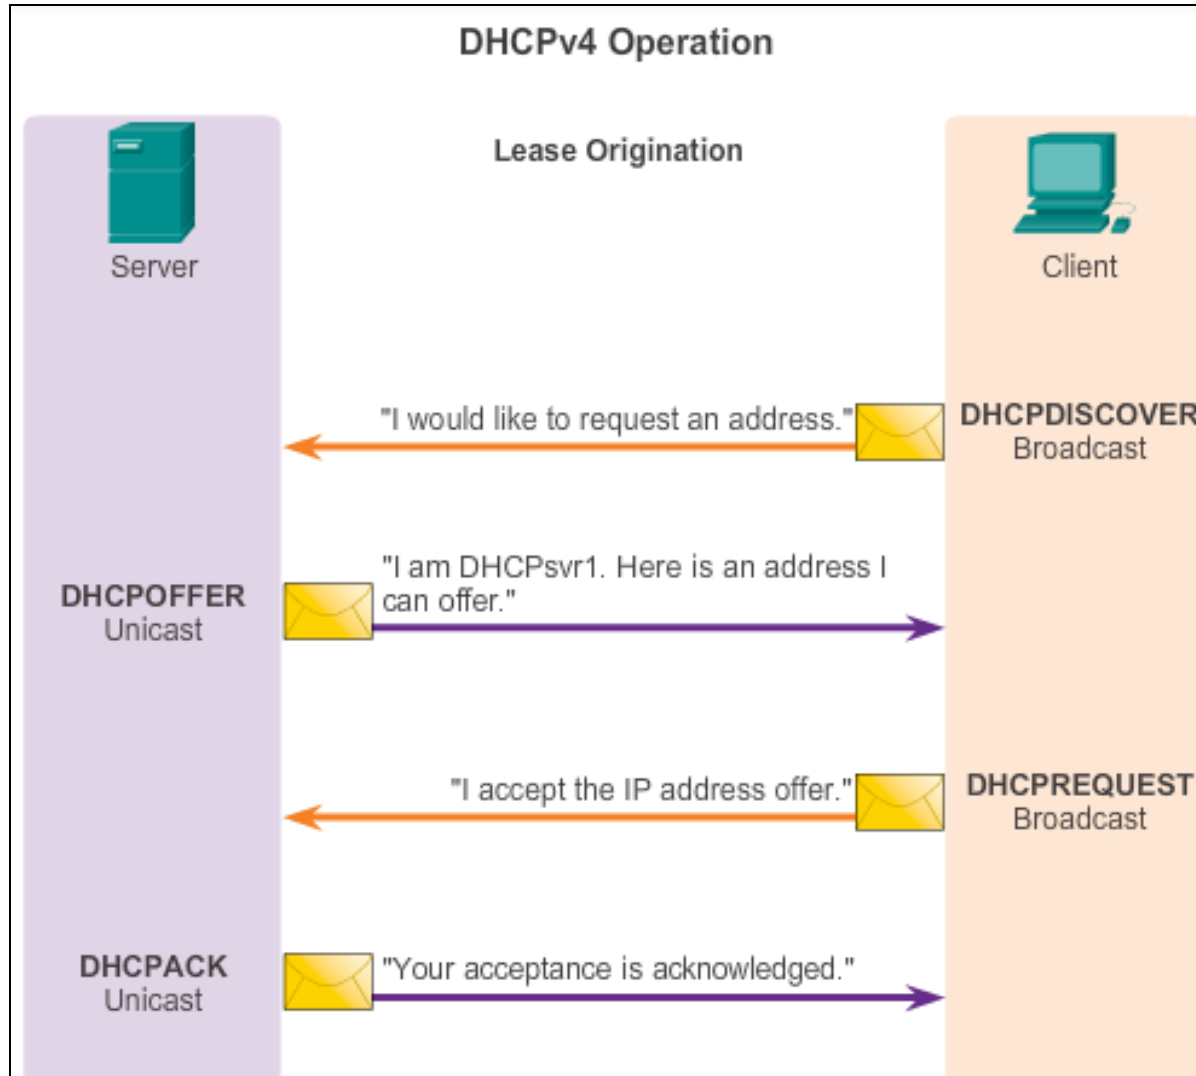 DHCPv4 Operation
Lease Origination
Server
Client
"I would like to request an address."
DHCPDISCOVER
Broadcast
"I am DHCPsvr1. Here is an address I
can offer."
DHCPOFFER
Unicast
"I accept the IP address offer."
DHCPREQUEST
Broadcast
DHCPACK
Unicast
"Your acceptance is acknowledged."